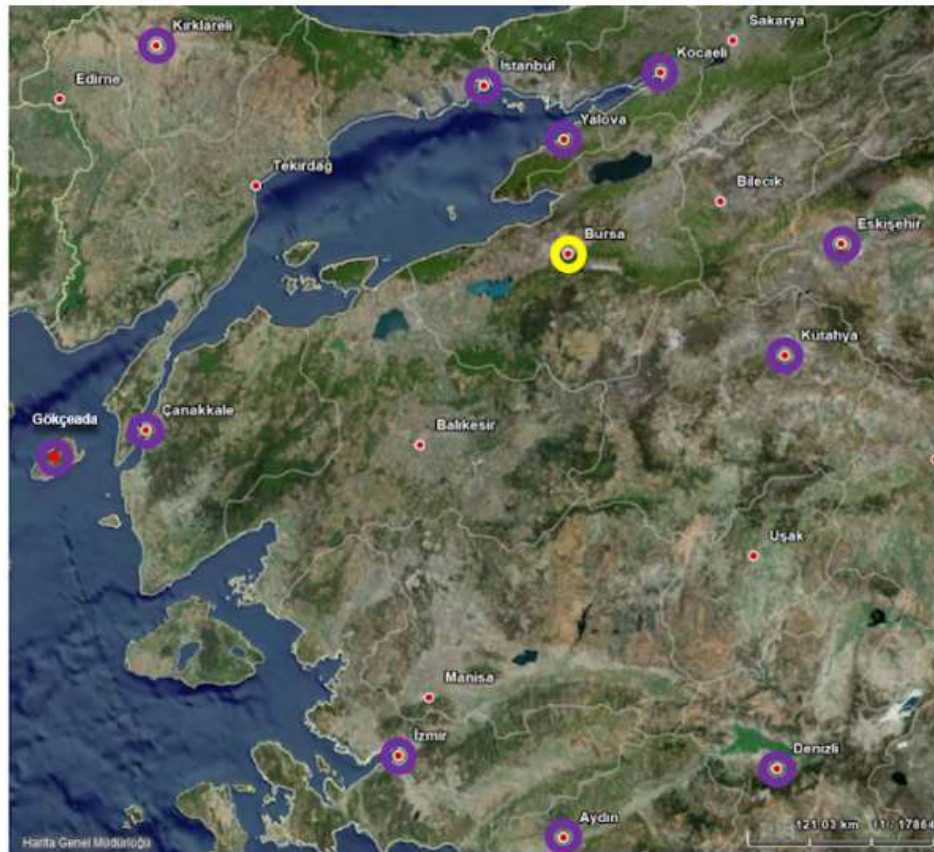 Kırklareli
Sakarya
Kocaeli
İstanbul
Edirne
Yalova
Tekirdağ
Bilecik
Bursa
Eskişehir
Kütahya
Gökçeada
Çanakkale
Balıkesir
Uşak
Manisa
İzmir
Denizli
Aydın
121.03 km
Harita Genel Müdürlüğü